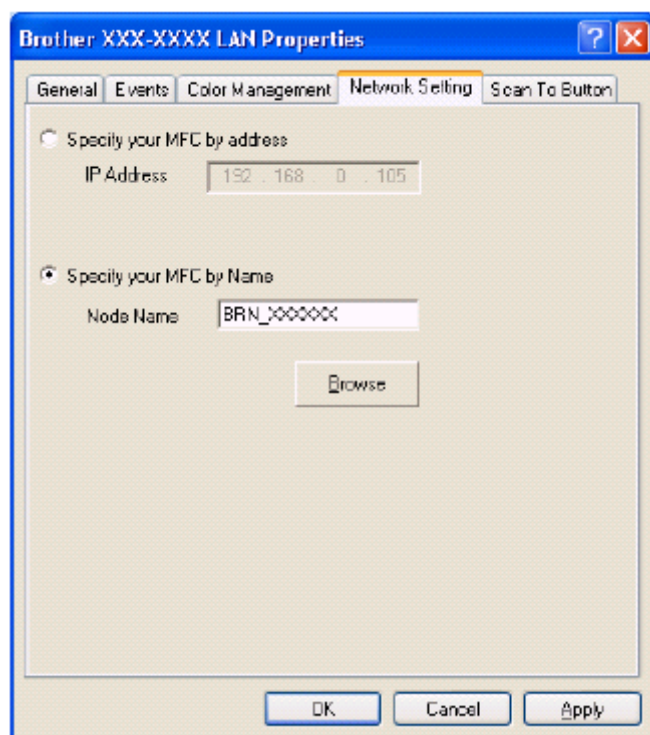 Brother XXX-XXXX LAN Properties
General Events Color Management Network Setting Scan To Button
Specify your MFC by address
IP Address 192 . 168 . 0 . 105
Specify your MFC by Name
Node Name BRN_XXXXXX
Browse
OK Cancel Apply